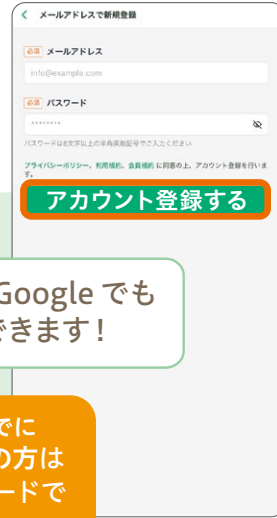 メールアドレスで新規登録
必須 メールアドレス
info@example.com
必須 パスワード
********
パスワードは6文字以上の半角英数記号でご入力ください
プライバシーポリシー、利用規約、会員規約 に同意の上、アカウント登録を行いま
す。
アカウント登録する
Google でも
できます！
でに
の方は
ードで